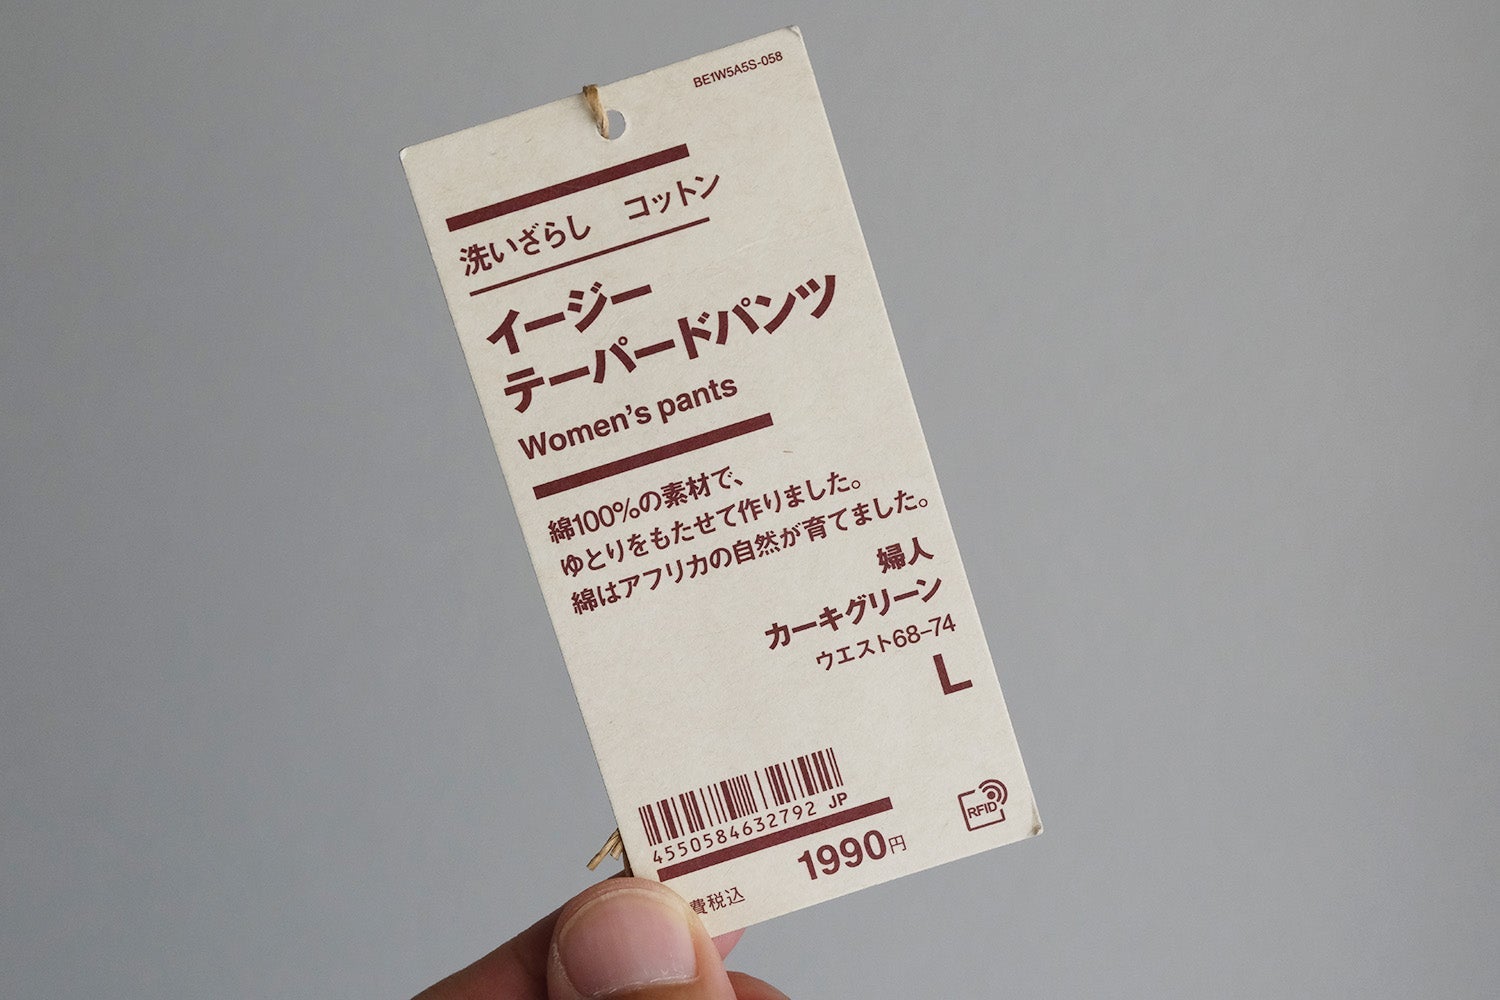 BE1W5A5S-058
洗いざらし　コットン
イージー
テーパードパンツ
Women's pants
綿100%の素材で、
ゆとりをもたせて作りました。
綿はアフリカの自然が育てました。
婦人
カーキグリーン
ウエスト68–74
L
4550584632792 JP
RFID
1990円
費税込